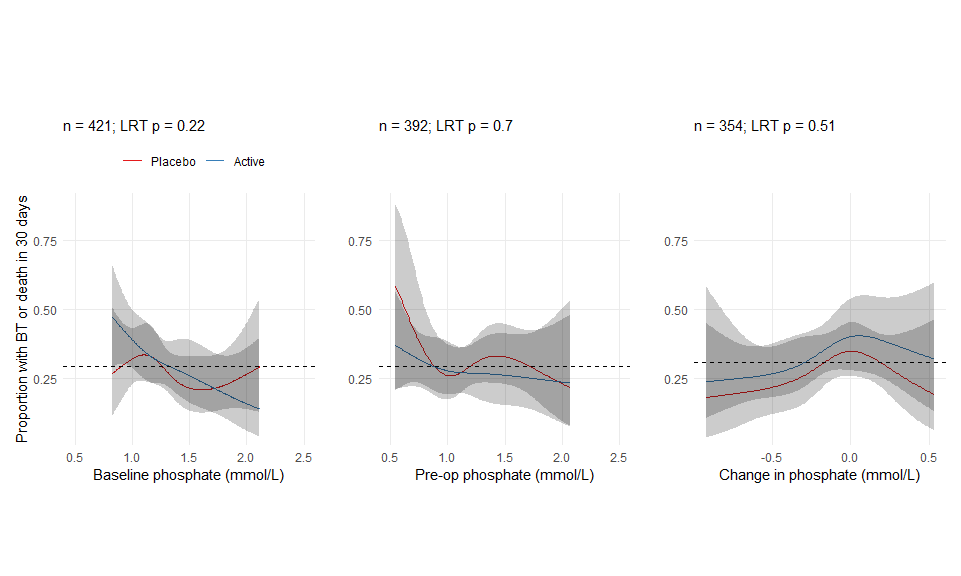 n = 421; LRT p = 0.22
n = 392; LRT p = 0.7
n = 354; LRT p = 0.51
Placebo
Active
Proportion with BT or death in 30 days
0.75
0.50
0.25
0.5 1.0 1.5 2.0 2.5
Baseline phosphate (mmol/L)
0.75
0.50
0.25
0.5 1.0 1.5 2.0 2.5
Pre-op phosphate (mmol/L)
0.75
0.50
0.25
-0.5 0.0 0.5
Change in phosphate (mmol/L)